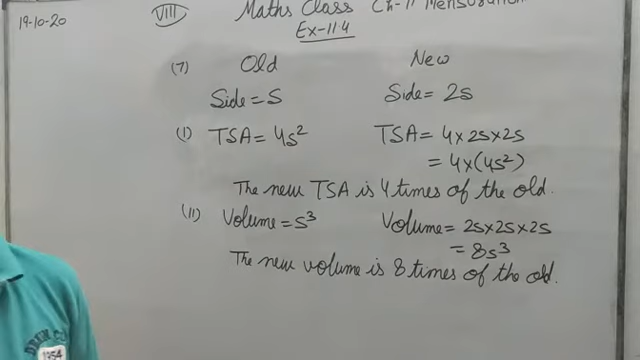 19-10-20
VIII
Maths Class Ch-11 Mensuration
Ex-11.4
(7) Old New
Side = S Side = 2s
(I) TSA = 4s² TSA = 4×2s×2s
= 4×(4s²)
The new TSA is 4 times of the old.
(II) Volume = s³ Volume = 2s×2s×2s
= 8s³
The new volume is 8 times of the old.
1354